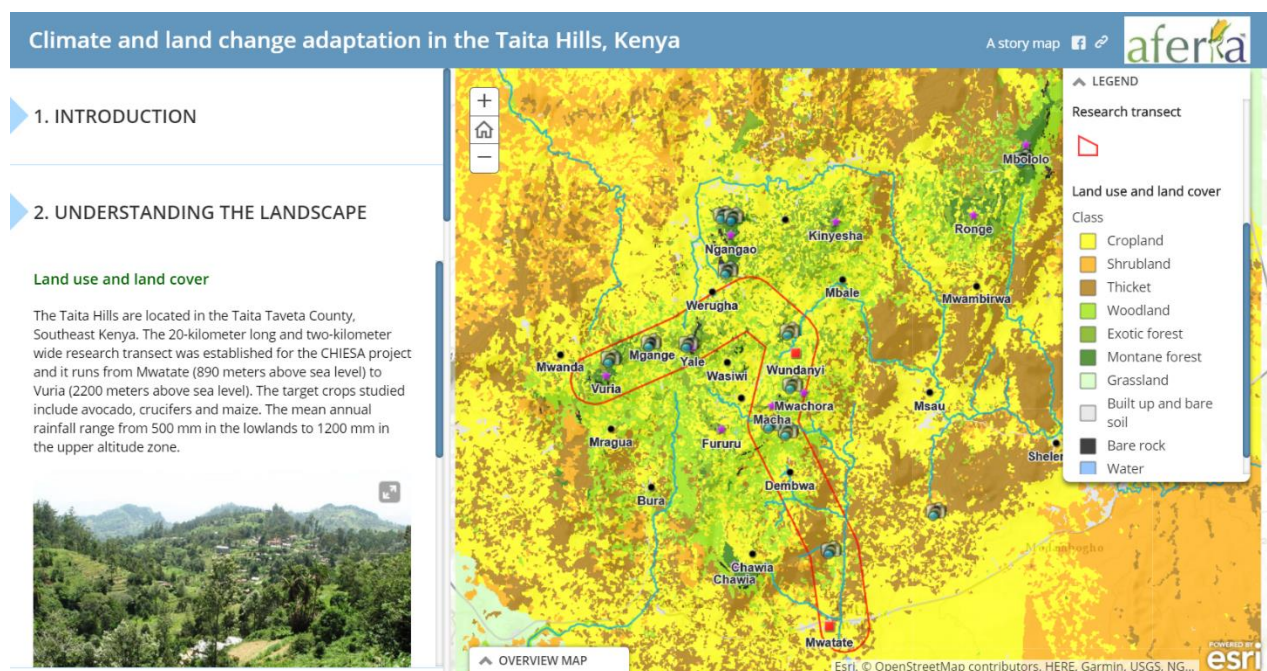 Climate and land change adaptation in the Taita Hills, Kenya
A story map
aferia
1. INTRODUCTION
2. UNDERSTANDING THE LANDSCAPE
Land use and land cover
The Taita Hills are located in the Taita Taveta County,
Southeast Kenya. The 20-kilometer long and two-kilometer
wide research transect was established for the CHIESA project
and it runs from Mwatate (890 meters above sea level) to
Vuria (2200 meters above sea level). The target crops studied
include avocado, crucifers and maize. The mean annual
rainfall range from 500 mm in the lowlands to 1200 mm in
the upper altitude zone.
+
−
Mbololo
Ngangao
Kinyesha
Ronge
Werugha
Mbale
Mwambirwa
Mwanda
Mgange
Yale
Wasiwi
Wundanyi
Vuria
Mwachora
Macha
Msau
Mragua
Fururu
Sheler
Dembwa
Bura
Chawia
Chawia
Mwatate
LEGEND
Research transect
Land use and land cover
Class
Cropland
Shrubland
Thicket
Woodland
Exotic forest
Montane forest
Grassland
Built up and bare
soil
Bare rock
Water
OVERVIEW MAP
Esri, © OpenStreetMap contributors, HERE, Garmin, USGS, NG...
POWERED BY
esri